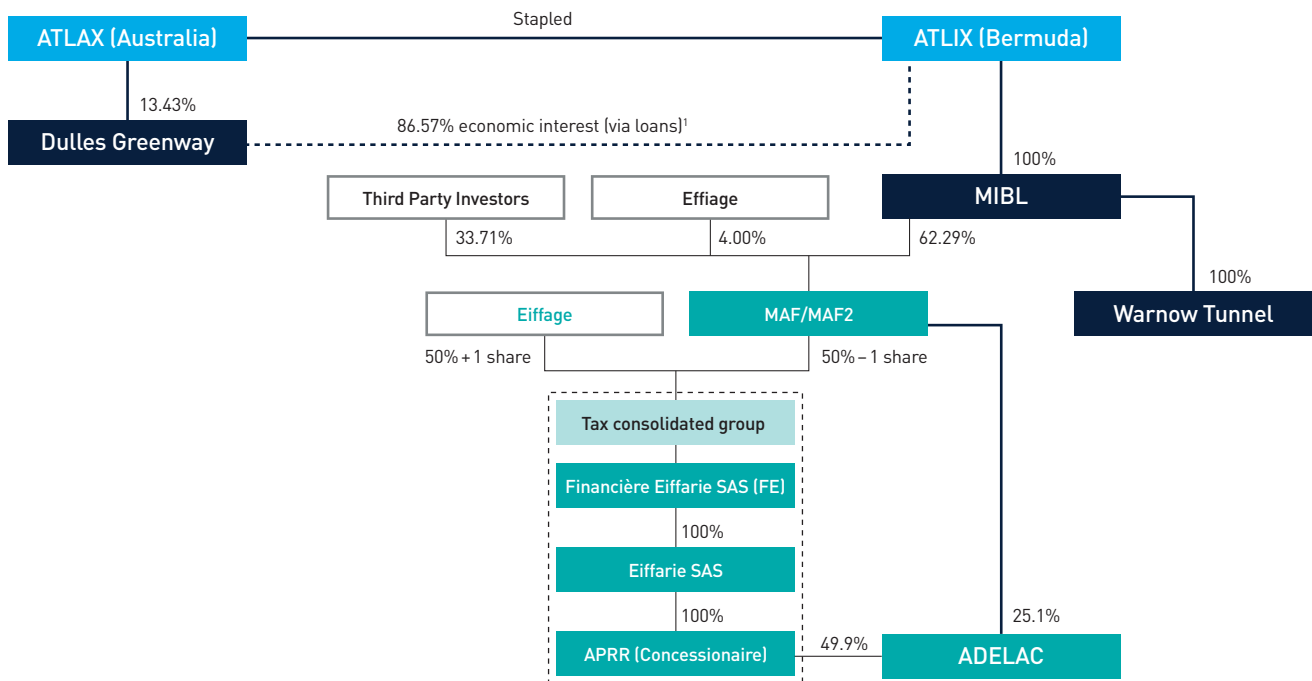 Stapled
ATLAX (Australia)
ATLIX (Bermuda)
13.43%
86.57% economic interest (via loans)¹
Dulles Greenway
100%
Third Party Investors
Effiage
MIBL
33.71%
4.00%
62.29%
100%
Eiffage
MAF/MAF2
Warnow Tunnel
50% + 1 share
50% – 1 share
Tax consolidated group
Financière Eiffarie SAS (FE)
100%
Eiffarie SAS
100%
25.1%
APRR (Concessionaire)
49.9%
ADELAC